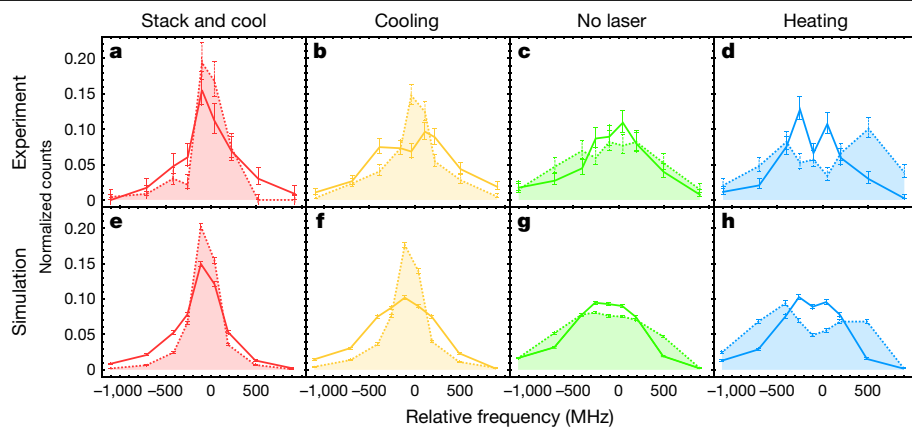 Stack and cool Cooling No laser Heating
a b c d
Experiment
Normalized counts
0.20
0.15
0.10
0.05
0
e f g h
Simulation
0.20
0.15
0.10
0.05
0
−1,000 −500 0 500 −1,000 −500 0 500 −1,000 −500 0 500 −1,000 −500 0 500
Relative frequency (MHz)